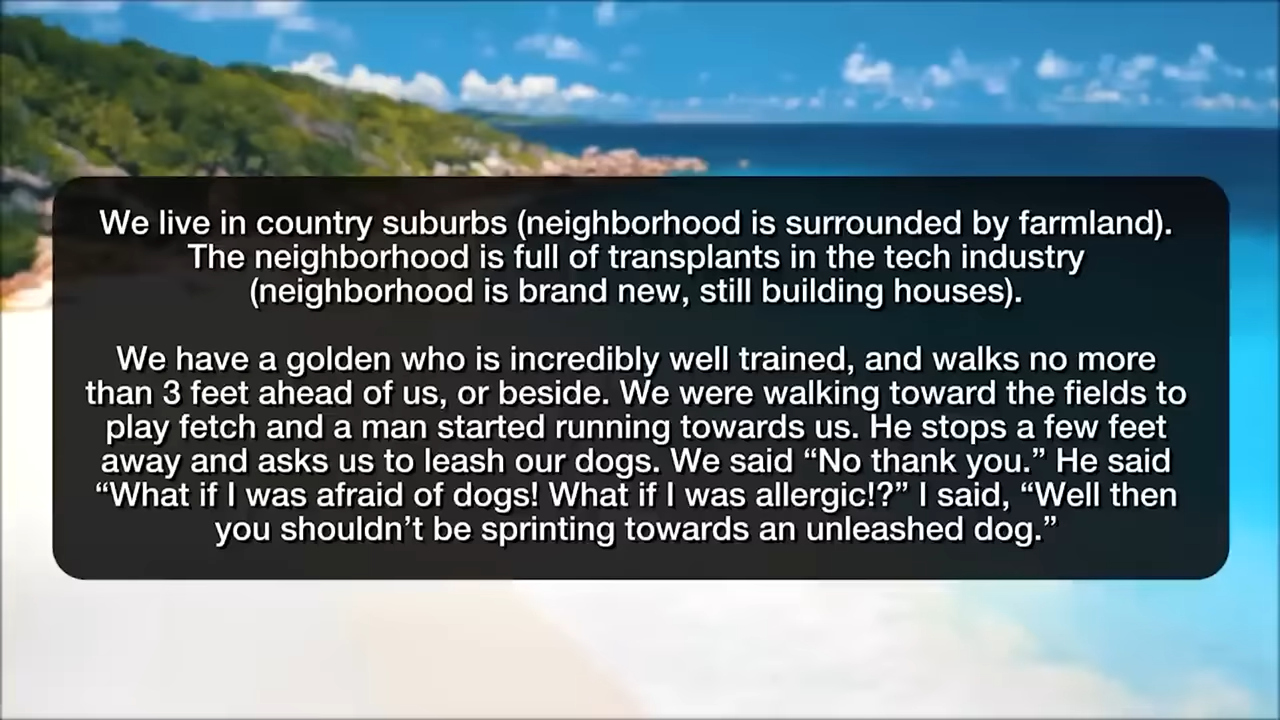 We live in country suburbs (neighborhood is surrounded by farmland).
The neighborhood is full of transplants in the tech industry
(neighborhood is brand new, still building houses).
We have a golden who is incredibly well trained, and walks no more
than 3 feet ahead of us, or beside. We were walking toward the fields to
play fetch and a man started running towards us. He stops a few feet
away and asks us to leash our dogs. We said “No thank you.” He said
“What if I was afraid of dogs! What if I was allergic!?” I said, “Well then
you shouldn’t be sprinting towards an unleashed dog.”